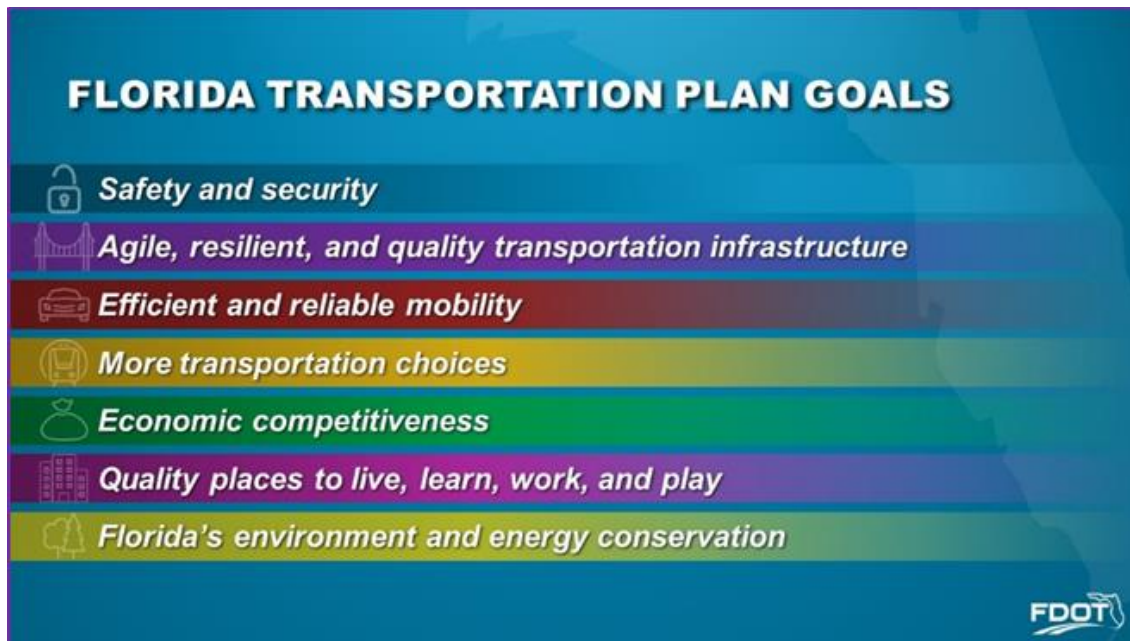 FLORIDA TRANSPORTATION PLAN GOALS
Safety and security
Agile, resilient, and quality transportation infrastructure
Efficient and reliable mobility
More transportation choices
Economic competitiveness
Quality places to live, learn, work, and play
Florida’s environment and energy conservation
FDOT